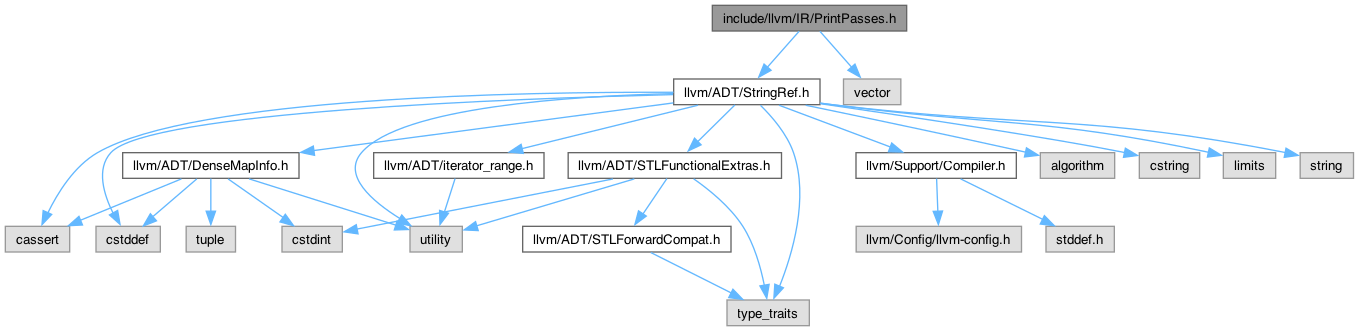 include/llvm/IR/PrintPasses.h
llvm/ADT/StringRef.h
vector
llvm/ADT/DenseMapInfo.h
llvm/ADT/iterator_range.h
llvm/ADT/STLFunctionalExtras.h
llvm/Support/Compiler.h
algorithm
cstring
limits
string
cassert
cstddef
tuple
cstdint
utility
llvm/ADT/STLForwardCompat.h
llvm/Config/llvm-config.h
stddef.h
type_traits